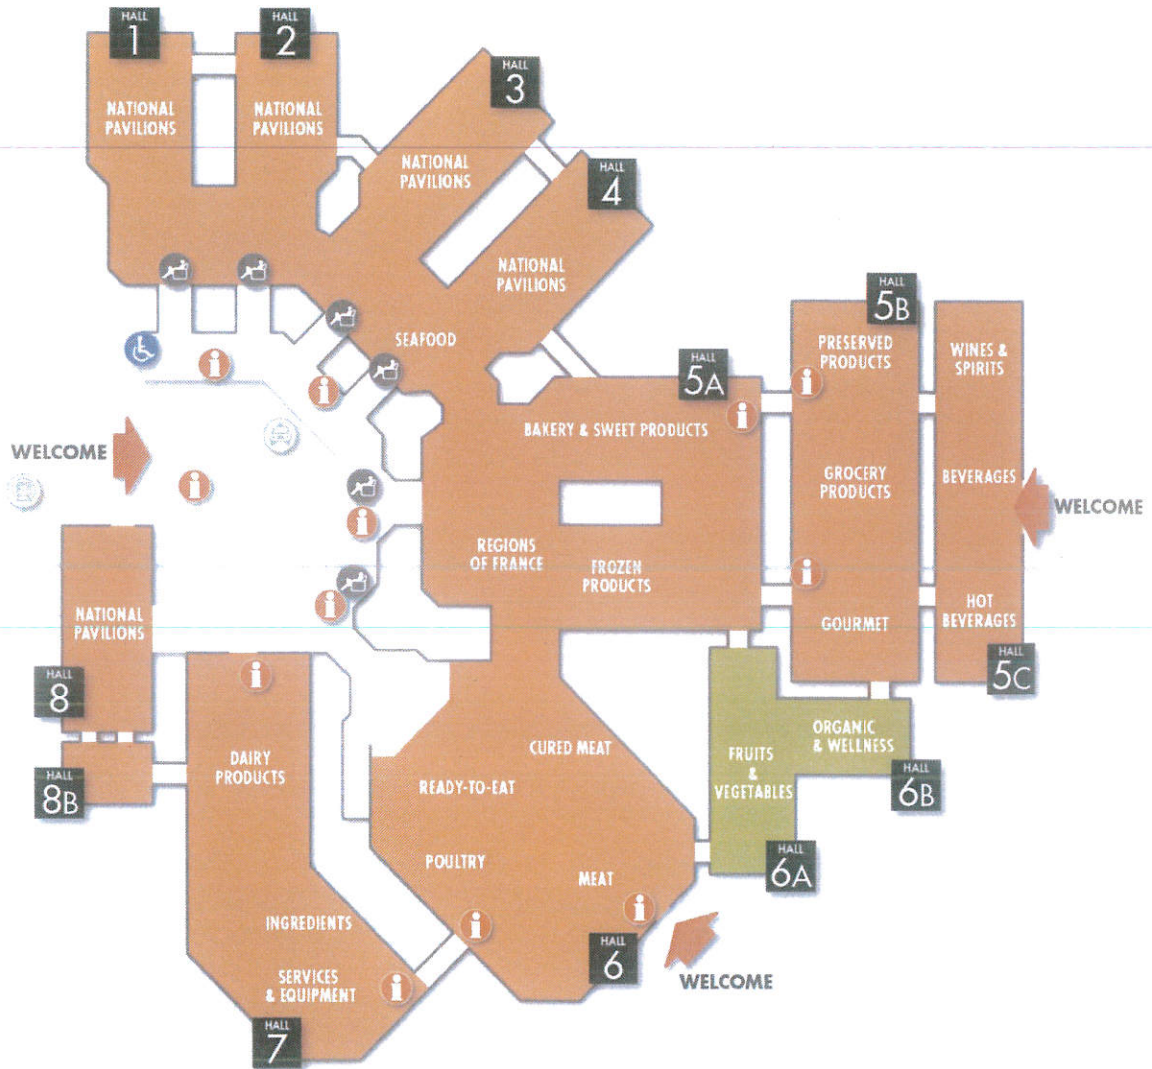 HALL
1
HALL
2
HALL
3
HALL
4
NATIONAL
PAVILIONS
NATIONAL
PAVILIONS
NATIONAL
PAVILIONS
NATIONAL
PAVILIONS
SEAFOOD
HALL
5A
HALL
5B
PRESERVED
PRODUCTS
WINES &
SPIRITS
BAKERY & SWEET PRODUCTS
WELCOME
GROCERY
PRODUCTS
BEVERAGES
WELCOME
REGIONS
OF FRANCE
FROZEN
PRODUCTS
NATIONAL
PAVILIONS
GOURMET
HOT
BEVERAGES
HALL
5C
HALL
8
HALL
8B
DAIRY
PRODUCTS
CURED MEAT
READY-TO-EAT
FRUITS
&
VEGETABLES
ORGANIC
& WELLNESS
HALL
6B
POULTRY
MEAT
HALL
6A
INGREDIENTS
SERVICES
& EQUIPMENT
HALL
6
WELCOME
HALL
7